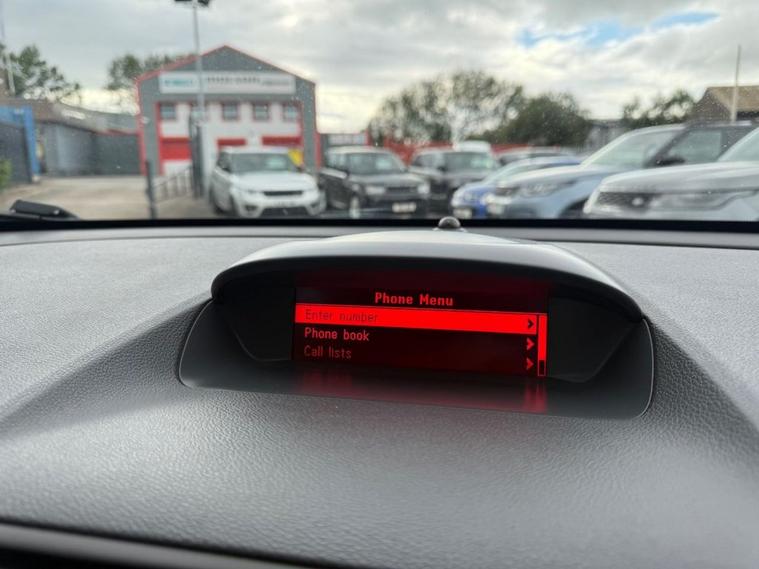 Phone Menu
Enter number
Phone book
Call lists